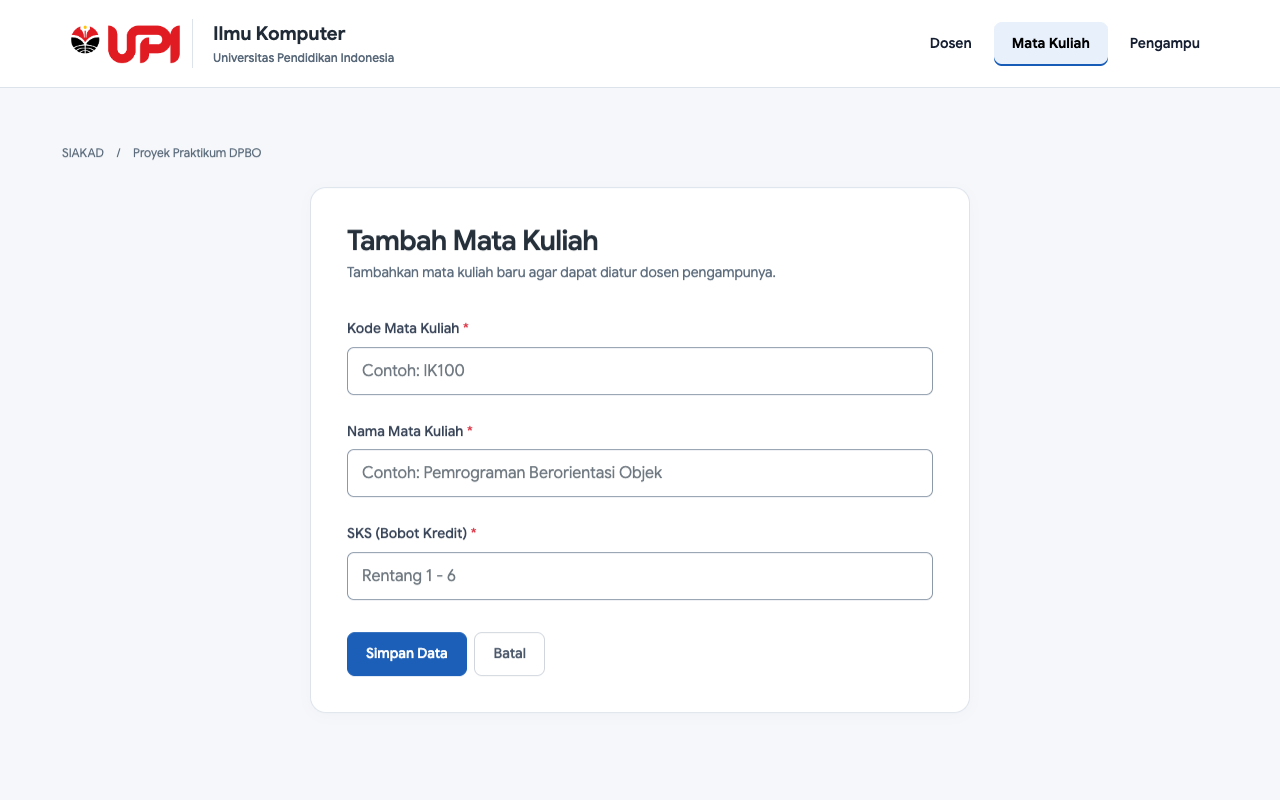 UPI
Ilmu Komputer
Universitas Pendidikan Indonesia
Dosen
Mata Kuliah
Pengampu
SIAKAD / Proyek Praktikum DPBO
Tambah Mata Kuliah
Tambahkan mata kuliah baru agar dapat diatur dosen pengampunya.
Kode Mata Kuliah *
Contoh: IK100
Nama Mata Kuliah *
Contoh: Pemrograman Berorientasi Objek
SKS (Bobot Kredit) *
Rentang 1 - 6
Simpan Data
Batal